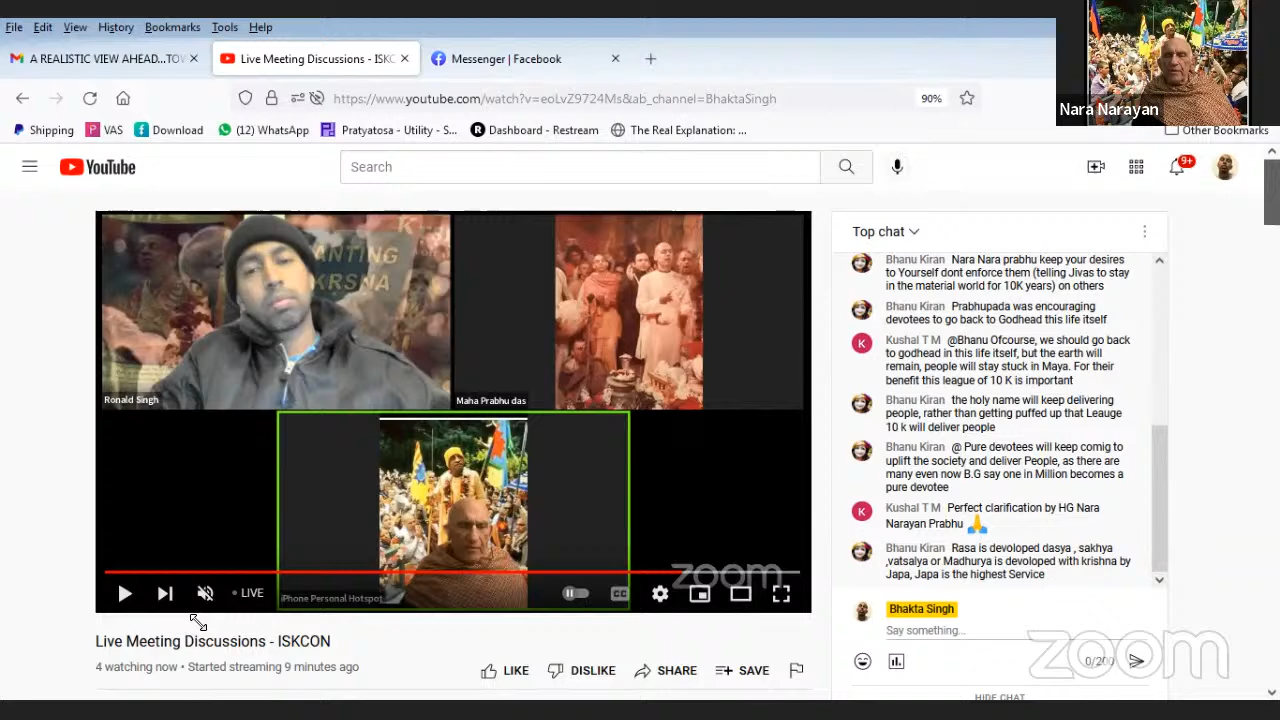 File Edit View History Bookmarks Tools Help
A REALISTIC VIEW AHEAD...TOW
Live Meeting Discussions - ISKC
Messenger | Facebook
https://www.youtube.com/watch?v=eoLvZ9724Ms&ab_channel=BhaktaSingh
90%
Nara Narayan
Shipping VAS Download (12) WhatsApp Pratyatosa - Utility - S... Dashboard - Restream The Real Explanation: ... Other Bookmarks
YouTube
Search
9+
KRSNA
Ronald Singh
Maha Prabhu das
iPhone Personal Hotspot
zoom
LIVE
CC
Live Meeting Discussions - ISKCON
4 watching now • Started streaming 9 minutes ago
LIKE DISLIKE SHARE SAVE
Top chat
Bhanu Kiran Nara Nara prabhu keep your desires
to Yourself dont enforce them (telling Jivas to stay
in the material world for 10K years) on others
Bhanu Kiran Prabhupada was encouraging
devotees to go back to Godhead this life itself
K
Kushal T M @Bhanu Ofcourse, we should go back
to godhead in this life itself, but the earth will
remain, people will stay stuck in Maya. For their
benefit this league of 10 K is important
Bhanu Kiran the holy name will keep delivering
people, rather than getting puffed up that Leauge
10 k will deliver people
Bhanu Kiran @ Pure devotees will keep comig to
uplift the society and deliver People, as there are
many even now B.G say one in Million becomes a
pure devotee
K
Kushal T M Perfect clarification by HG Nara
Narayan Prabhu 🙏
Bhanu Kiran Rasa is devoloped dasya , sakhya
,vatsalya or Madhurya is devoloped with krishna by
Japa, Japa is the highest Service
Bhakta Singh
Say something...
0/200
zoom
HIDE CHAT